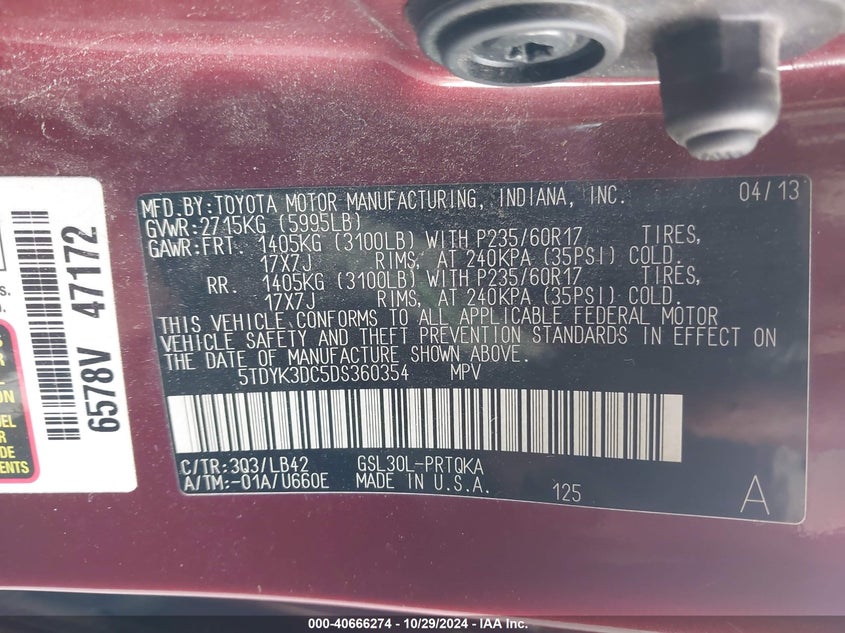 MFD.BY:TOYOTA MOTOR MANUFACTURING, INDIANA, INC. 04/13
GVWR:2715KG (5995LB)
GAWR:FRT. 1405KG (3100LB) WITH P235/60R17 TIRES,
17X7J RIMS, AT 240KPA (35PSI) COLD.
RR. 1405KG (3100LB) WITH P235/60R17 TIRES,
17X7J RIMS, AT 240KPA (35PSI) COLD.
THIS VEHICLE CONFORMS TO ALL APPLICABLE FEDERAL MOTOR
VEHICLE SAFETY AND THEFT PREVENTION STANDARDS IN EFFECT ON
THE DATE OF MANUFACTURE SHOWN ABOVE.
5TDYK3DC5DS360354 MPV
C/TR:3Q3/LB42 GSL30L-PRTQKA
A/TM:-01A/U660E MADE IN U.S.A. 125 A
6578V 47172
000-40666274 - 10/29/2024 - IAA Inc.